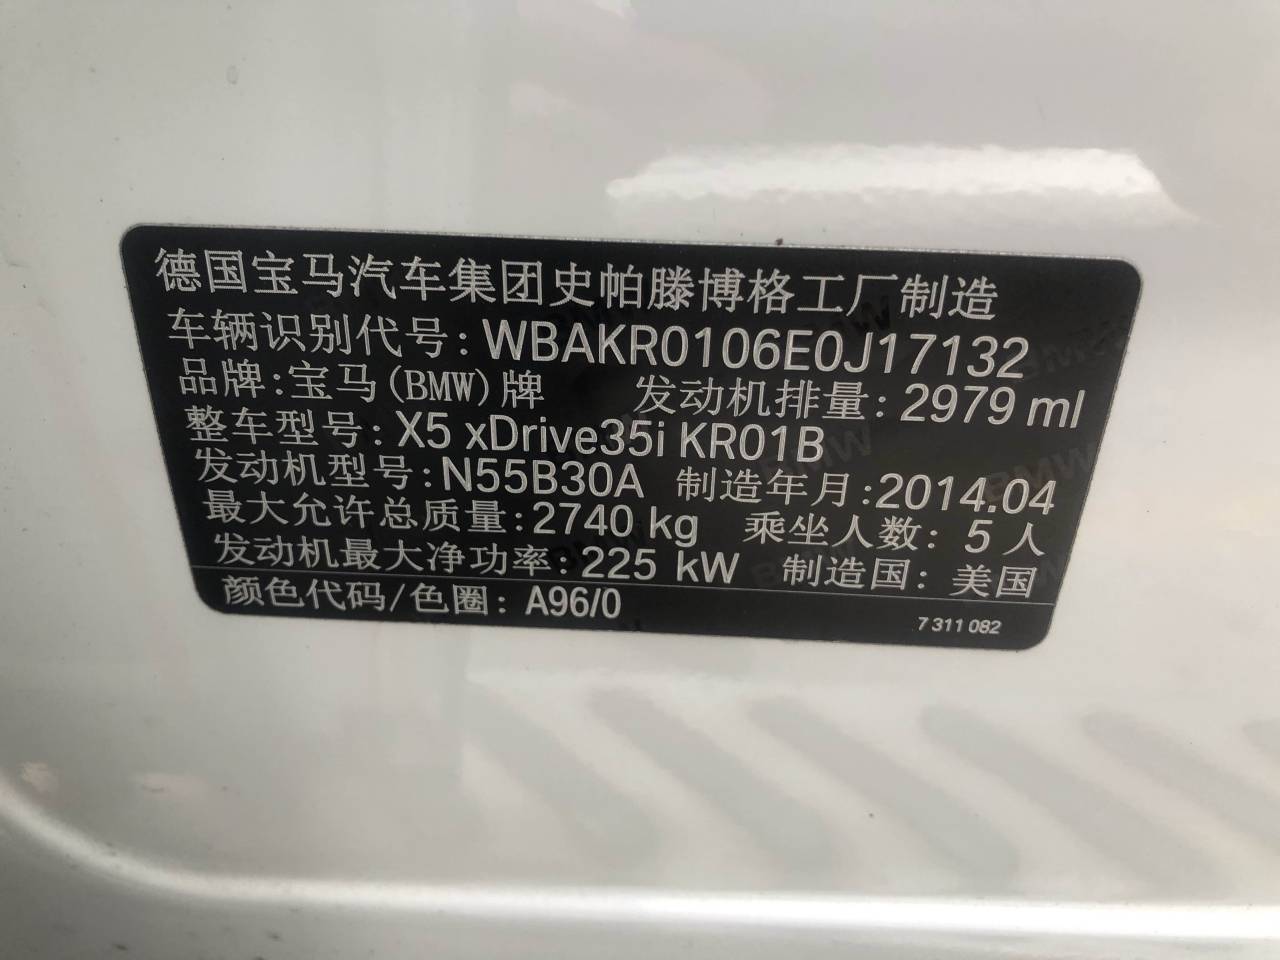 德国宝马汽车集团史帕滕博格工厂制造
车辆识别代号: WBAKR0106E0J17132
品牌:宝马(BMW)牌 发动机排量: 2979 ml
整车型号: X5 xDrive35i KR01B
发动机型号: N55B30A 制造年月:2014.04
最大允许总质量:2740 kg 乘坐人数: 5 人
发动机最大净功率:225 kW 制造国: 美国
颜色代码/色圈: A96/0
7 311 082